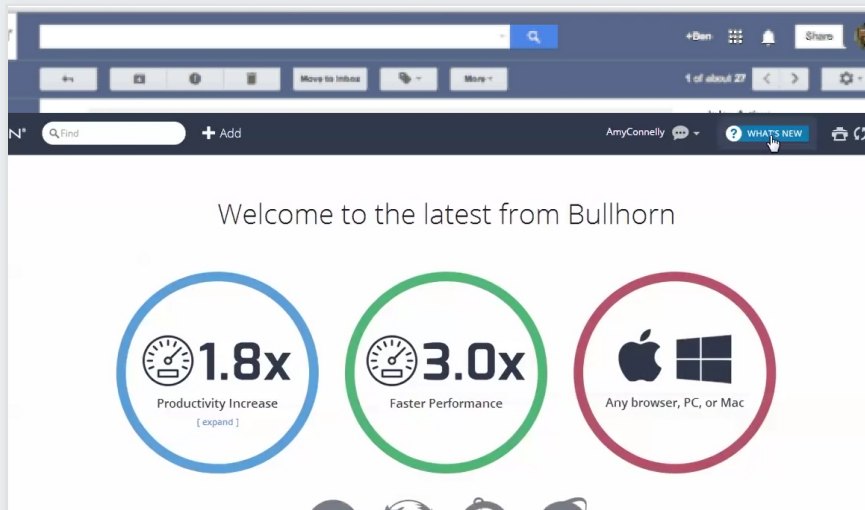 +Ben
Share
Move to Inbox
More
1 of about 27
N®
Find
Add
AmyConnelly
? WHAT'S NEW
Welcome to the latest from Bullhorn
1.8x
3.0x
Productivity Increase
Faster Performance
Any browser, PC, or Mac
[ expand ]